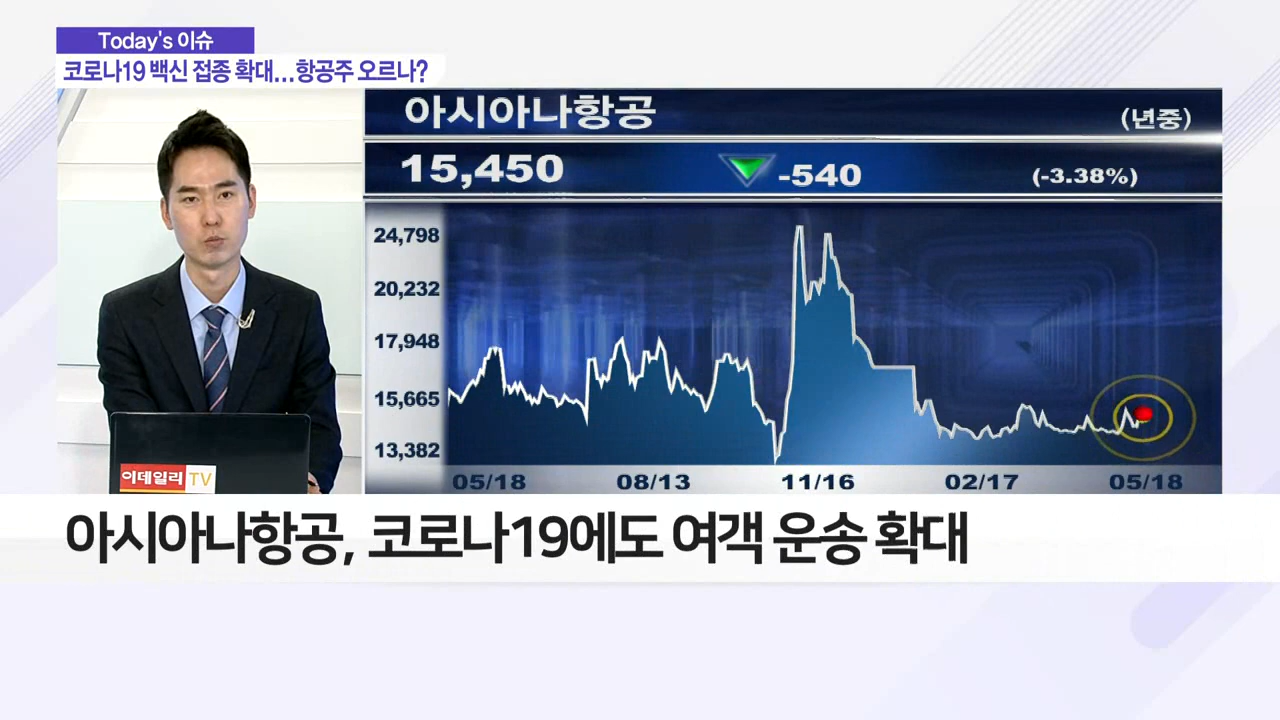 Today's 이슈
코로나19 백신 접종 확대...항공주 오르나?
아시아나항공 (년중)
15,450 -540 (-3.38%)
24,798
20,232
17,948
15,665
13,382
05/18 08/13 11/16 02/17 05/18
이데일리 TV
아시아나항공, 코로나19에도 여객 운송 확대